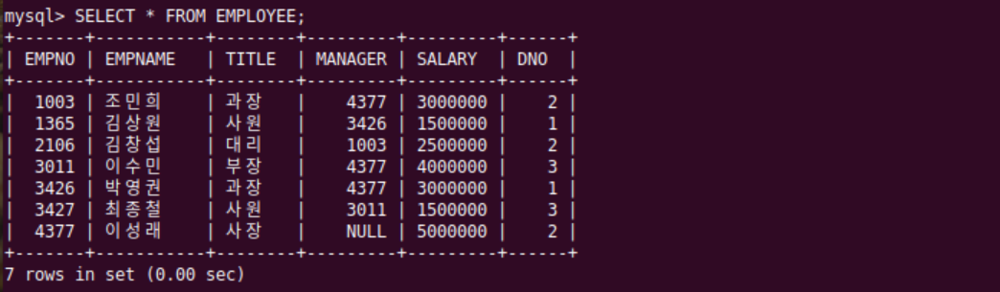 mysql> SELECT * FROM EMPLOYEE;
+-------+-----------+--------+---------+---------+------+
| EMPNO | EMPNAME   | TITLE  | MANAGER | SALARY  | DNO  |
+-------+-----------+--------+---------+---------+------+
|  1003 | 조민희    | 과장   |    4377 | 3000000 |    2 |
|  1365 | 김상원    | 사원   |    3426 | 1500000 |    1 |
|  2106 | 김창섭    | 대리   |    1003 | 2500000 |    2 |
|  3011 | 이수민    | 부장   |    4377 | 4000000 |    3 |
|  3426 | 박영권    | 과장   |    4377 | 3000000 |    1 |
|  3427 | 최종철    | 사원   |    3011 | 1500000 |    3 |
|  4377 | 이성래    | 사장   |    NULL | 5000000 |    2 |
+-------+-----------+--------+---------+---------+------+
7 rows in set (0.00 sec)